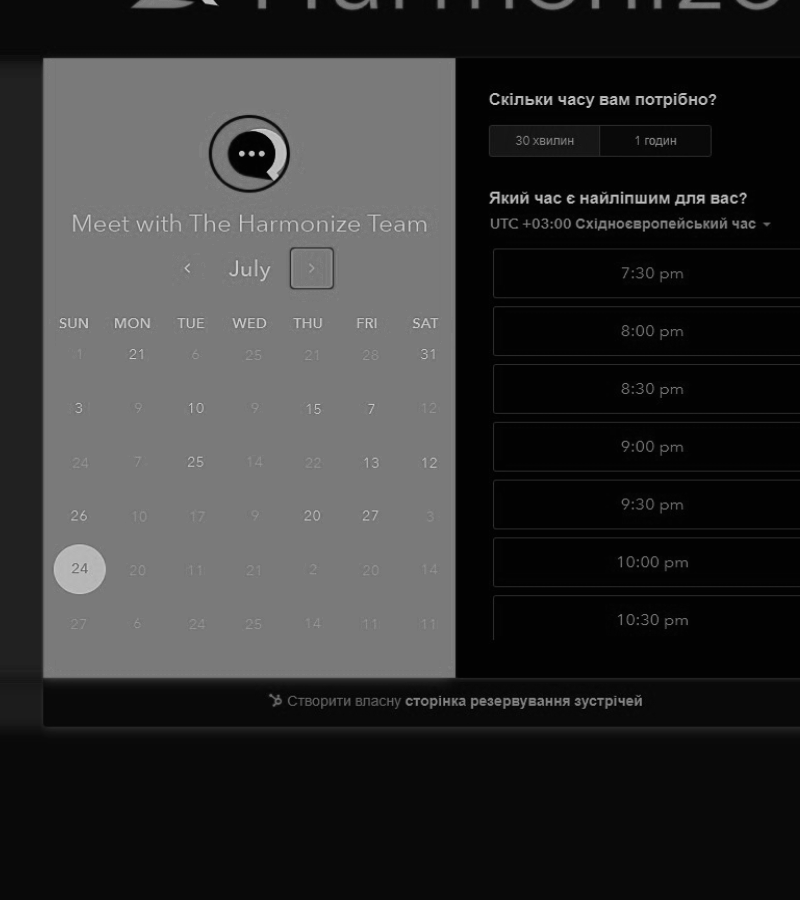 Harmonize
Meet with The Harmonize Team
July
SUN MON TUE WED THU FRI SAT
1 21 6 25 21 28 31
3 9 10 9 15 7 12
24 7 25 14 22 13 12
26 10 17 9 20 27 3
24 20 11 21 2 20 14
27 6 24 25 14 11 11
Скільки часу вам потрібно?
30 хвилин 1 годин
Який час є найліпшим для вас?
UTC +03:00 Східноєвропейський час
7:30 pm
8:00 pm
8:30 pm
9:00 pm
9:30 pm
10:00 pm
10:30 pm
Створити власну сторінка резервування зустрічей